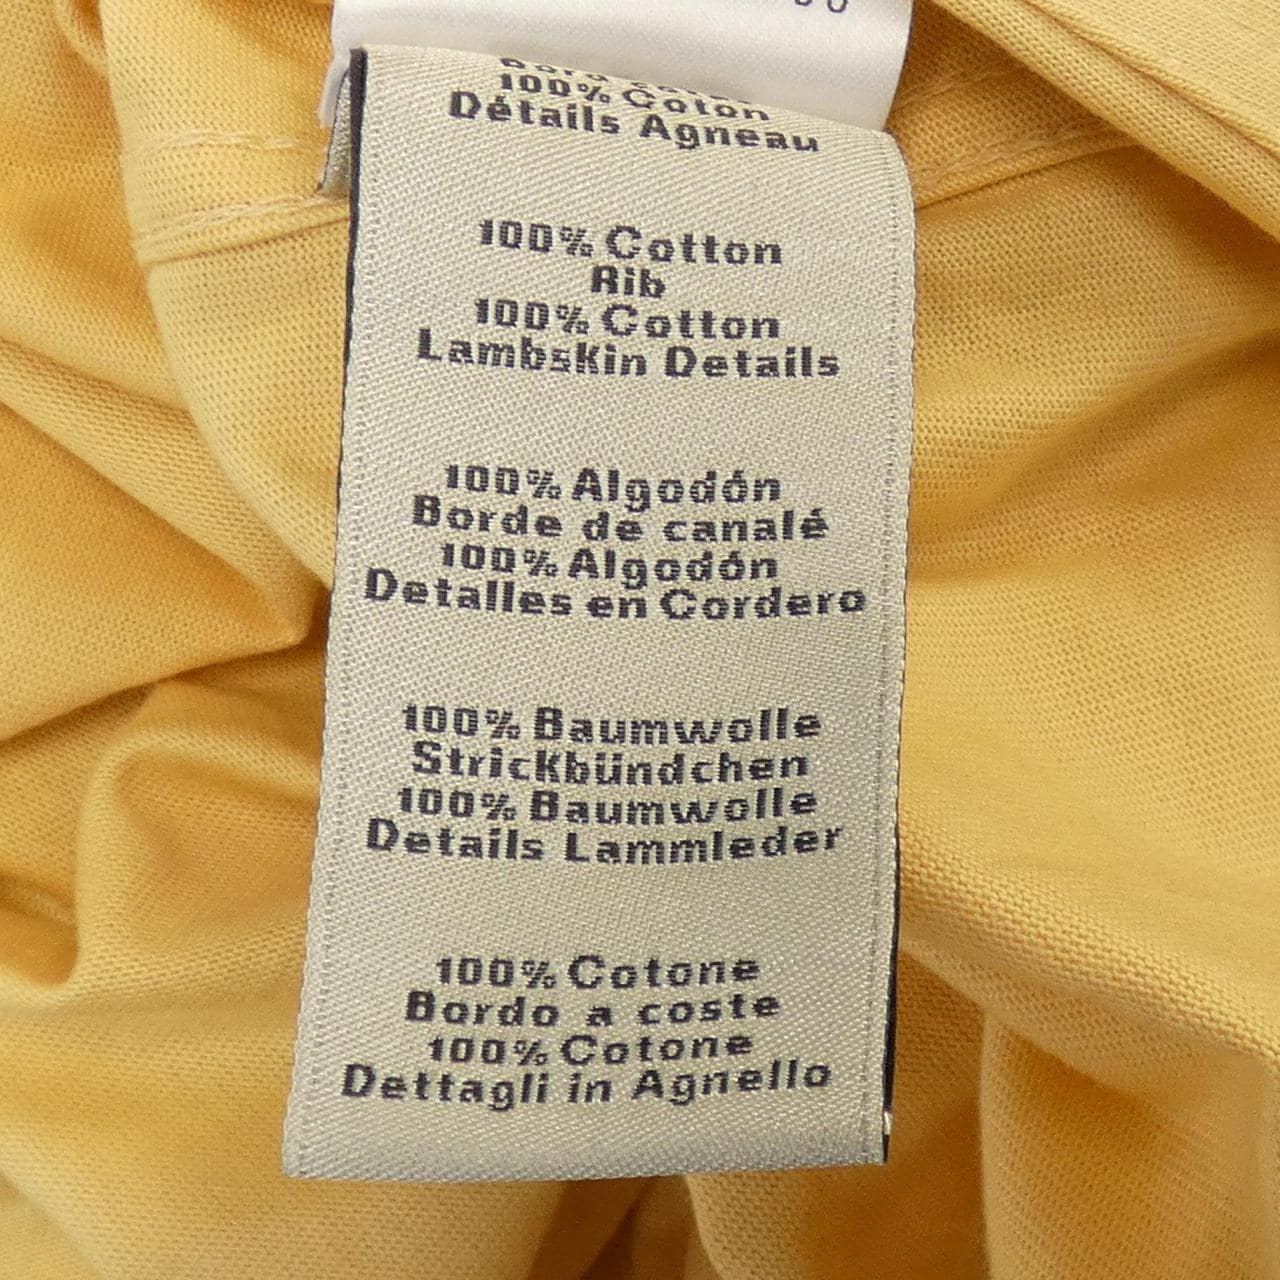 100% Coton
Détails Agneau
100% Cotton
Rib
100% Cotton
Lambskin Details
100% Algodón
Borde de canalé
100% Algodón
Detalles en Cordero
100% Baumwolle
Strickbündchen
100% Baumwolle
Details Lammleder
100% Cotone
Bordo a coste
100% Cotone
Dettagli in Agnello